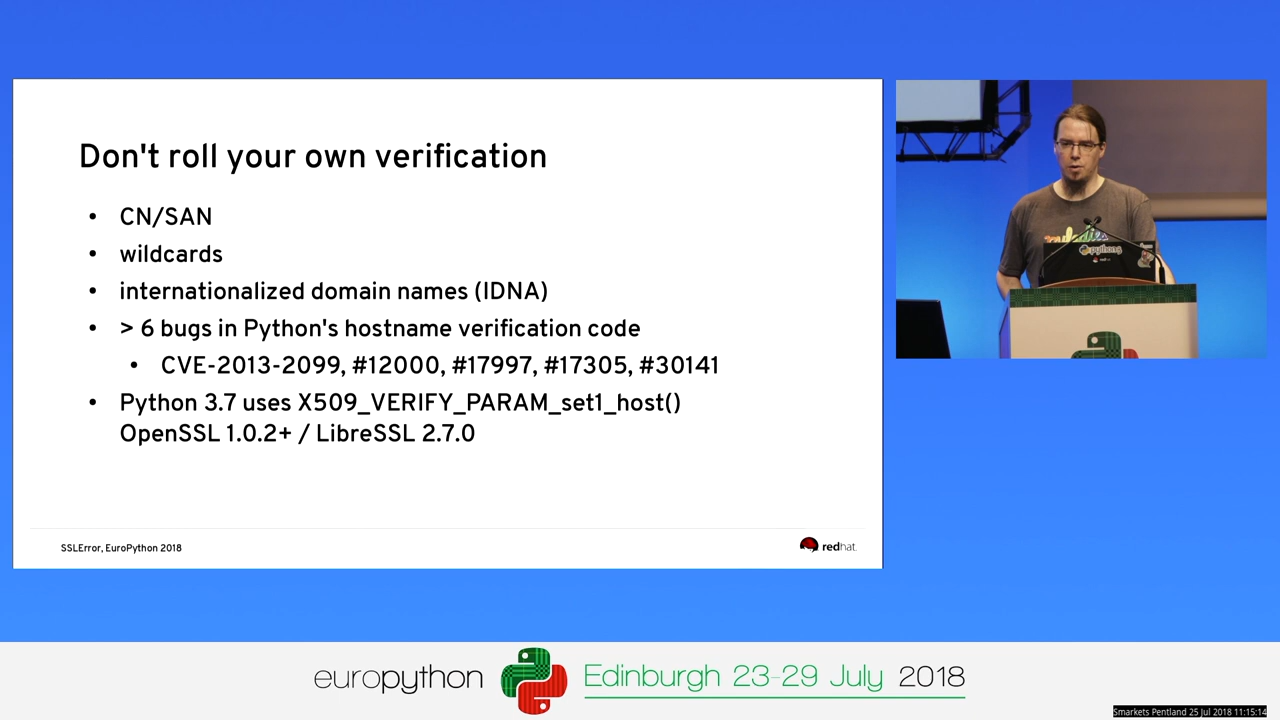 Don't roll your own verification
• CN/SAN
• wildcards
• internationalized domain names (IDNA)
• > 6 bugs in Python's hostname verification code
• CVE-2013-2099, #12000, #17997, #17305, #30141
• Python 3.7 uses X509_VERIFY_PARAM_set1_host()
OpenSSL 1.0.2+ / LibreSSL 2.7.0
SSLError, EuroPython 2018
redhat.
europython
Edinburgh 23-29 July 2018
Smarkets Pentland 25 Jul 2018 11:15:14